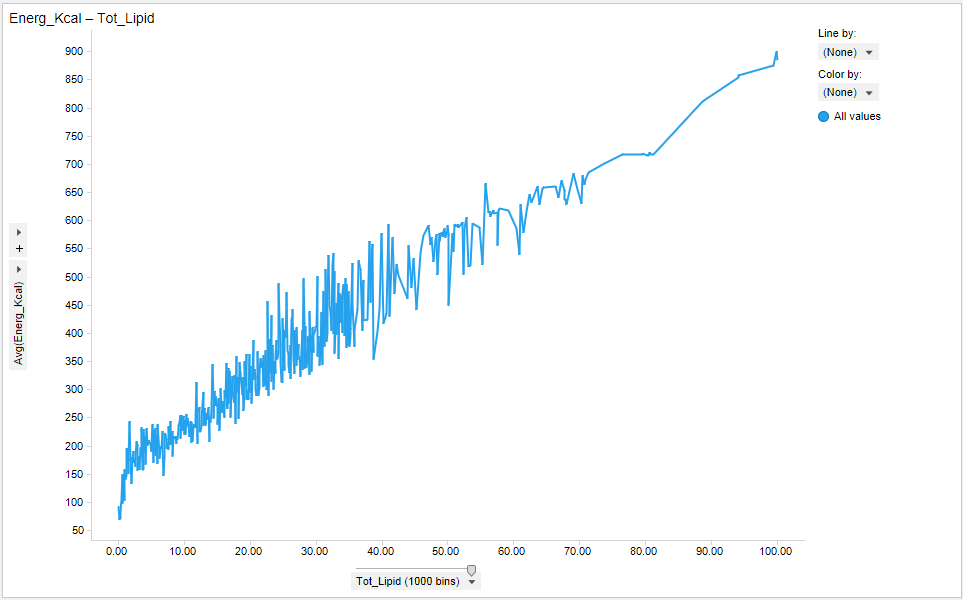 Energ_Kcal – Tot_Lipid
Line by:
(None)
Color by:
(None)
All values
900
850
800
750
700
650
600
550
500
450
400
350
300
250
200
150
100
50
+
Avg(Energ_Kcal)
0.00 10.00 20.00 30.00 40.00 50.00 60.00 70.00 80.00 90.00 100.00
Tot_Lipid (1000 bins)